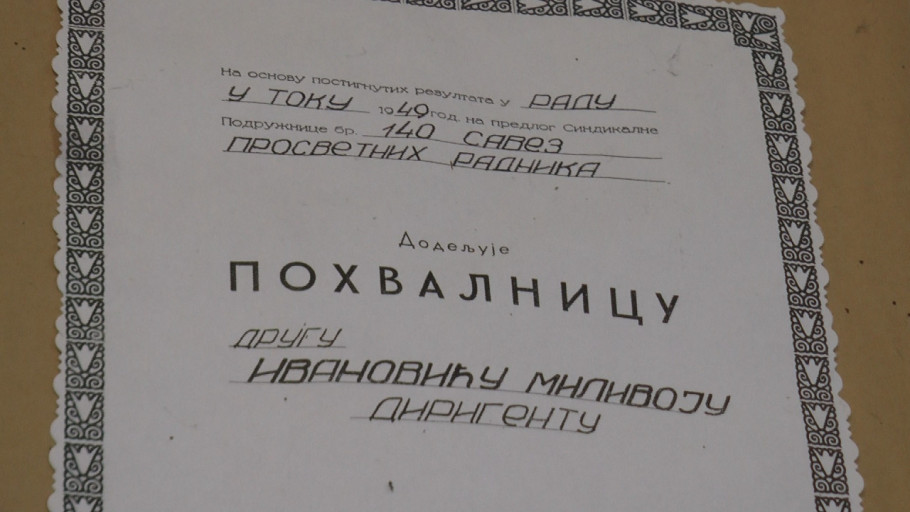 На основу постигнутих резултата у РАДУ
У ТОКУ 1949 год. на предлог Синдикалне
Подружнице бр. 140 САВЕЗ
ПРОСВЕТНИХ РАДНИКА
Додељује
ПОХВАЛНИЦУ
ДРУГУ
ИВАНОВИЋУ МИЛИВОЈУ
ДИРИГЕНТУ